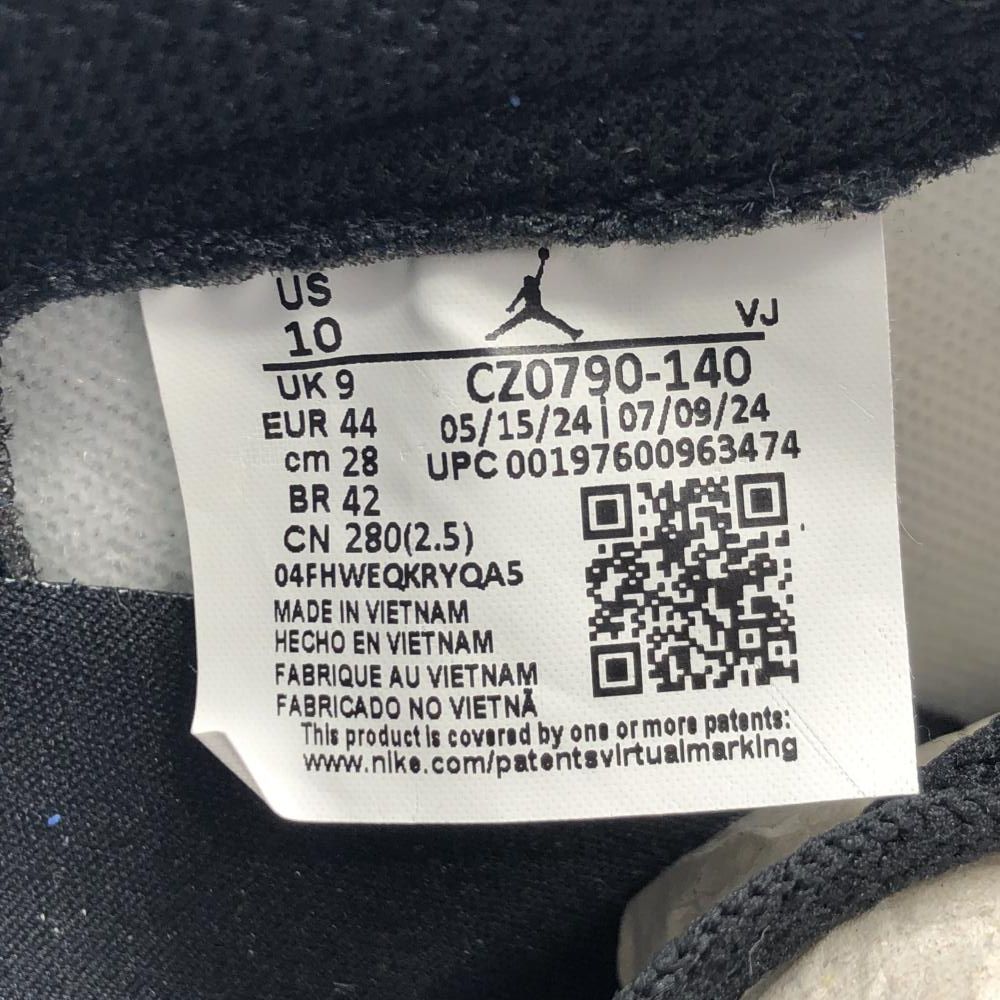 US
10
VJ
UK 9
CZ0790-140
EUR 44
05/15/24 | 07/09/24
cm 28
UPC 00197600963474
BR 42
CN 280(2.5)
04FHWEQKRYQA5
MADE IN VIETNAM
HECHO EN VIETNAM
FABRIQUE AU VIETNAM
FABRICADO NO VIETNÃ
This product is covered by one or more patents:
www.nike.com/patentsvirtualmarking